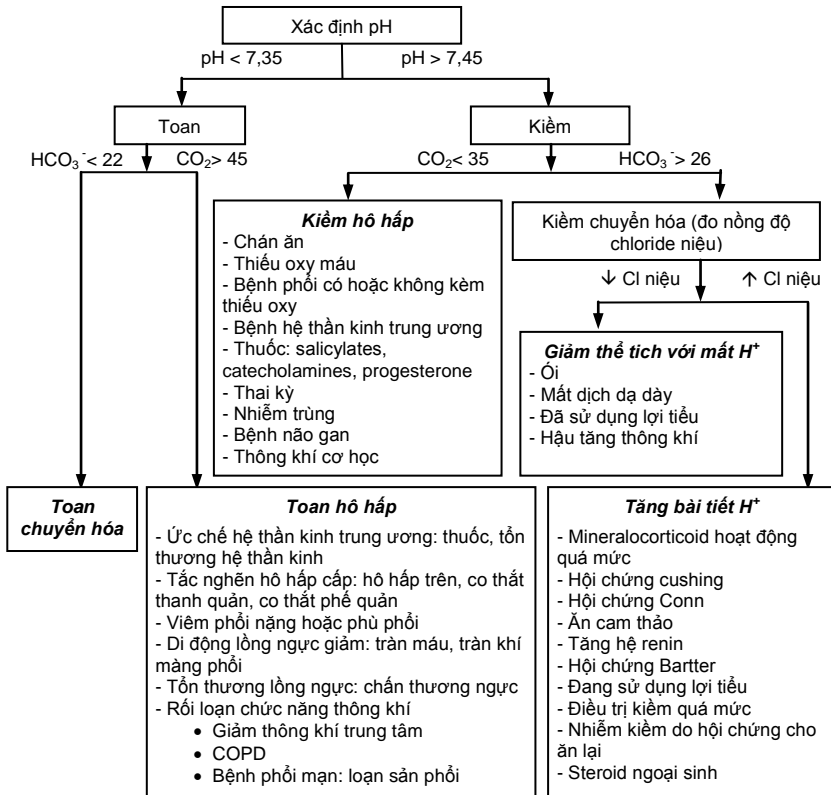 Xác định pH
pH < 7,35
pH > 7,45
Toan
Kiềm
HCO₃⁻< 22
CO₂> 45
CO₂< 35
HCO₃⁻> 26
Kiềm hô hấp
- Chán ăn
- Thiếu oxy máu
- Bệnh phổi có hoặc không kèm
thiếu oxy
- Bệnh hệ thần kinh trung ương
- Thuốc: salicylates,
catecholamines, progesterone
- Thai kỳ
- Nhiễm trùng
- Bệnh não gan
- Thông khí cơ học
Kiềm chuyển hóa (đo nồng độ
chloride niệu)
↓ Cl niệu
↑ Cl niệu
Giảm thể tich với mất H⁺
- Ói
- Mất dịch dạ dày
- Đã sử dụng lợi tiểu
- Hậu tăng thông khí
Toan
chuyển hóa
Toan hô hấp
- Ức chế hệ thần kinh trung ương: thuốc, tổn
thương hệ thần kinh
- Tắc nghẽn hô hấp cấp: hô hấp trên, co thắt
thanh quản, co thắt phế quản
- Viêm phổi nặng hoặc phù phổi
- Di động lồng ngực giảm: tràn máu, tràn khí
màng phổi
- Tổn thương lồng ngực: chấn thương ngực
- Rối loạn chức năng thông khí
• Giảm thông khí trung tâm
• COPD
• Bệnh phổi mạn: loạn sản phổi
Tăng bài tiết H⁺
- Mineralocorticoid hoạt động
quá mức
- Hội chứng cushing
- Hội chứng Conn
- Ăn cam thảo
- Tăng hệ renin
- Hội chứng Bartter
- Đang sử dụng lợi tiểu
- Điều trị kiềm quá mức
- Nhiễm kiềm do hội chứng cho
ăn lại
- Steroid ngoại sinh